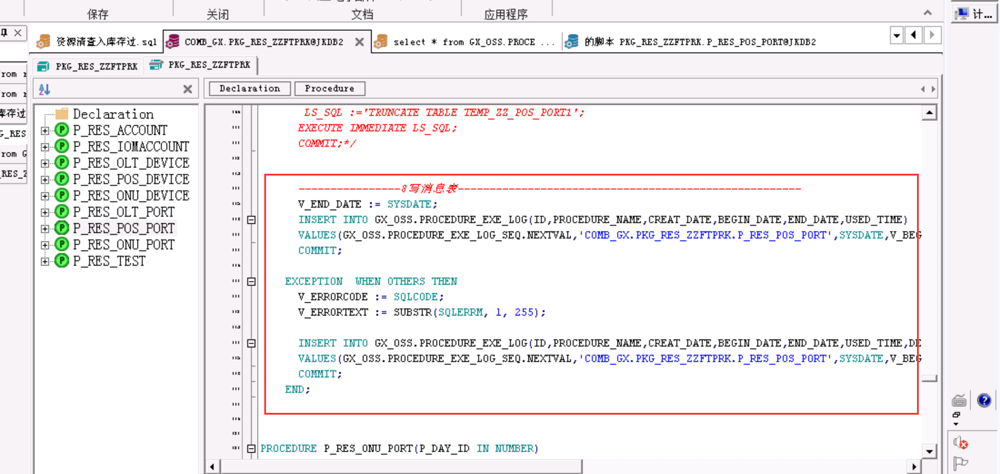 保存
关闭
文档
应用程序
计...
资源清查入库存过.sql
COMB_GX.PKG_RES_ZZFTPRK@JKDB2
select * from GX_OSS.PROCE ...
的脚本 PKG_RES_ZZFTPRK.P_RES_POS_PORT@JKDB2
PKG_RES_ZZFTPRK
PKG_RES_ZZFTPRK
rom r
rom r
库存过
G_RES
rom G
_RES_Z
Declaration
Procedure
Declaration
P_RES_ACCOUNT
P_RES_IOMACCOUNT
P_RES_OLT_DEVICE
P_RES_POS_DEVICE
P_RES_ONU_DEVICE
P_RES_OLT_PORT
P_RES_POS_PORT
P_RES_ONU_PORT
P_RES_TEST
LS_SQL :='TRUNCATE TABLE TEMP_ZZ_POS_PORT1';
EXECUTE IMMEDIATE LS_SQL;
COMMIT;*/
----------------8写消息表------------------------------------------------------
V_END_DATE := SYSDATE;
INSERT INTO GX_OSS.PROCEDURE_EXE_LOG(ID,PROCEDURE_NAME,CREAT_DATE,BEGIN_DATE,END_DATE,USED_TIME)
VALUES(GX_OSS.PROCEDURE_EXE_LOG_SEQ.NEXTVAL,'COMB_GX.PKG_RES_ZZFTPRK.P_RES_POS_PORT',SYSDATE,V_BEG
COMMIT;
EXCEPTION  WHEN OTHERS THEN
V_ERRORCODE := SQLCODE;
V_ERRORTEXT := SUBSTR(SQLERRM, 1, 255);
INSERT INTO GX_OSS.PROCEDURE_EXE_LOG(ID,PROCEDURE_NAME,CREAT_DATE,BEGIN_DATE,END_DATE,USED_TIME,DE
VALUES(GX_OSS.PROCEDURE_EXE_LOG_SEQ.NEXTVAL,'COMB_GX.PKG_RES_ZZFTPRK.P_RES_POS_PORT',SYSDATE,V_BEG
COMMIT;
END;
PROCEDURE P_RES_ONU_PORT(P_DAY_ID IN NUMBER)